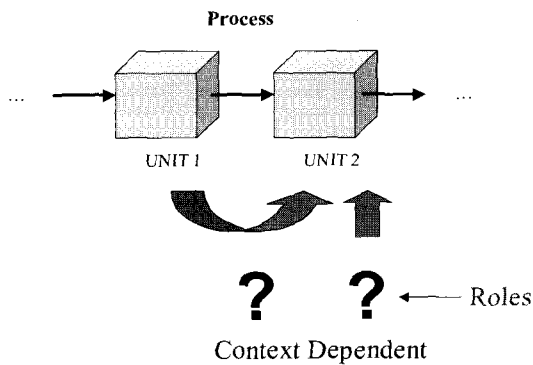 Process
... ...
UNIT 1 UNIT 2
? ? Roles
Context Dependent